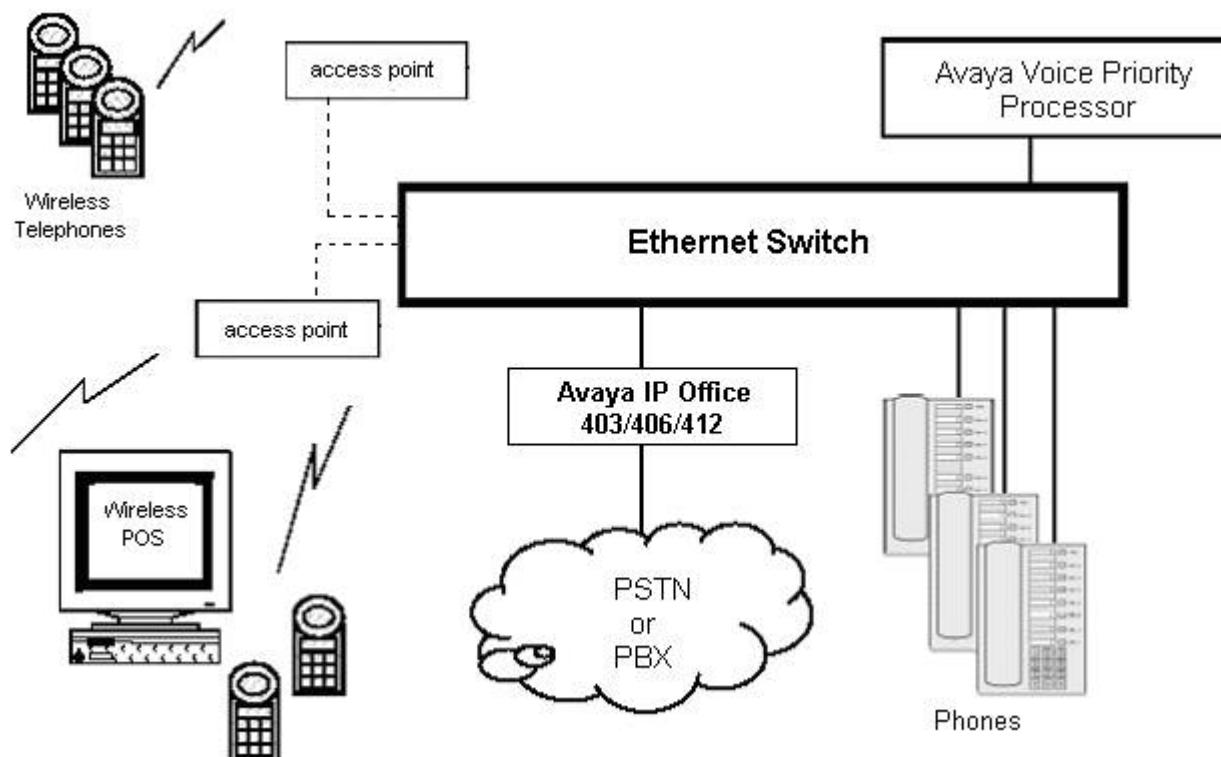 access point
Avaya Voice Priority
Processor
Wireless
Telephones
Ethernet Switch
access point
Avaya IP Office
403/406/412
Wireless
POS
PSTN
or
PBX
Phones